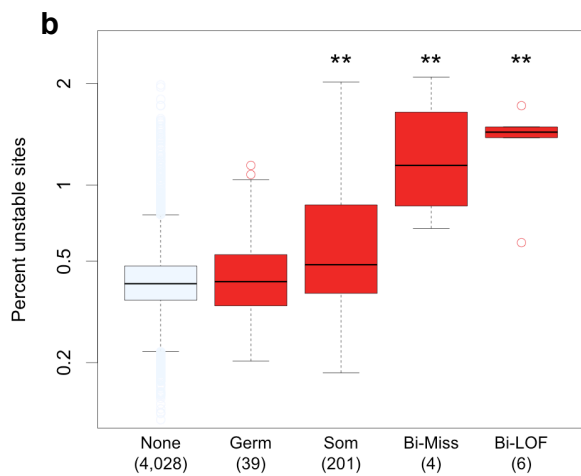 b
** ** **
Percent unstable sites
2
1
0.5
0.2
None Germ Som Bi-Miss Bi-LOF
(4,028) (39) (201) (4) (6)